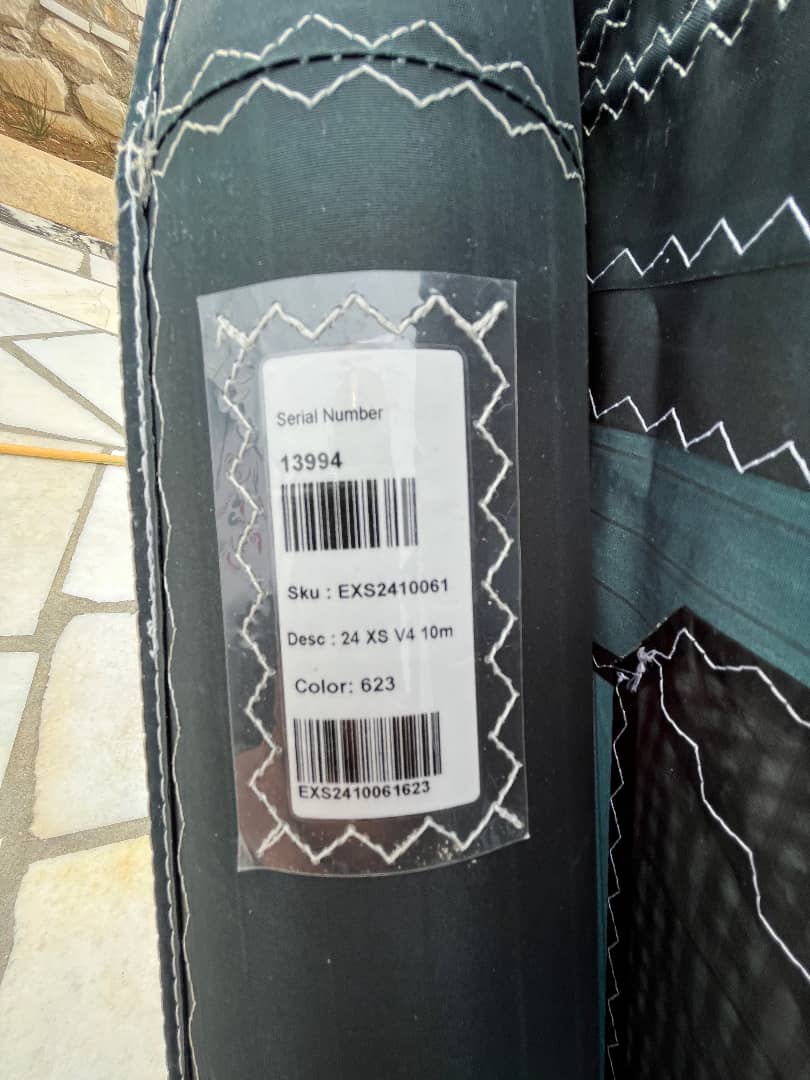 Serial Number
13994
Sku : EXS2410061
Desc : 24 XS V4 10m
Color: 623
EXS2410061623